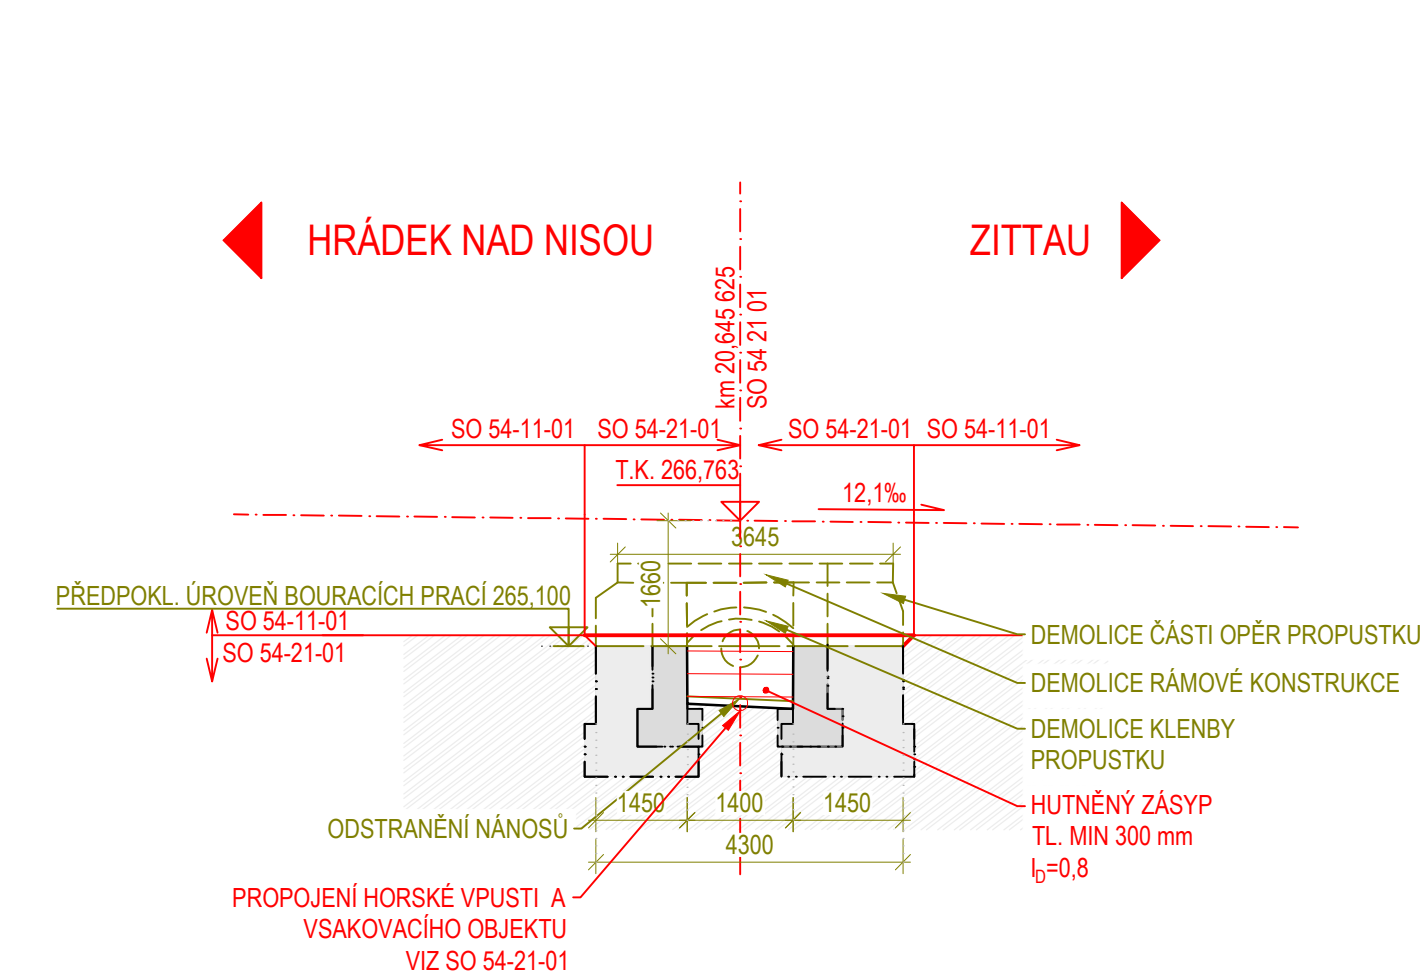 HRÁDEK NAD NISOU
ZITTAU
km 20,645 625
SO 54 21 01
SO 54-11-01
SO 54-21-01
SO 54-21-01
SO 54-11-01
T.K. 266,763
12,1‰
3645
1660
PŘEDPOKL. ÚROVEŇ BOURACÍCH PRACÍ 265,100
SO 54-11-01
SO 54-21-01
DEMOLICE ČÁSTI OPĚR PROPUSTKU
DEMOLICE RÁMOVÉ KONSTRUKCE
DEMOLICE KLENBY
PROPUSTKU
1450
1400
1450
HUTNĚNÝ ZÁSYP
TL. MIN 300 mm
I_D=0,8
ODSTRANĚNÍ NÁNOSŮ
4300
PROPOJENÍ HORSKÉ VPUSTI A
VSAKOVACÍHO OBJEKTU
VIZ SO 54-21-01